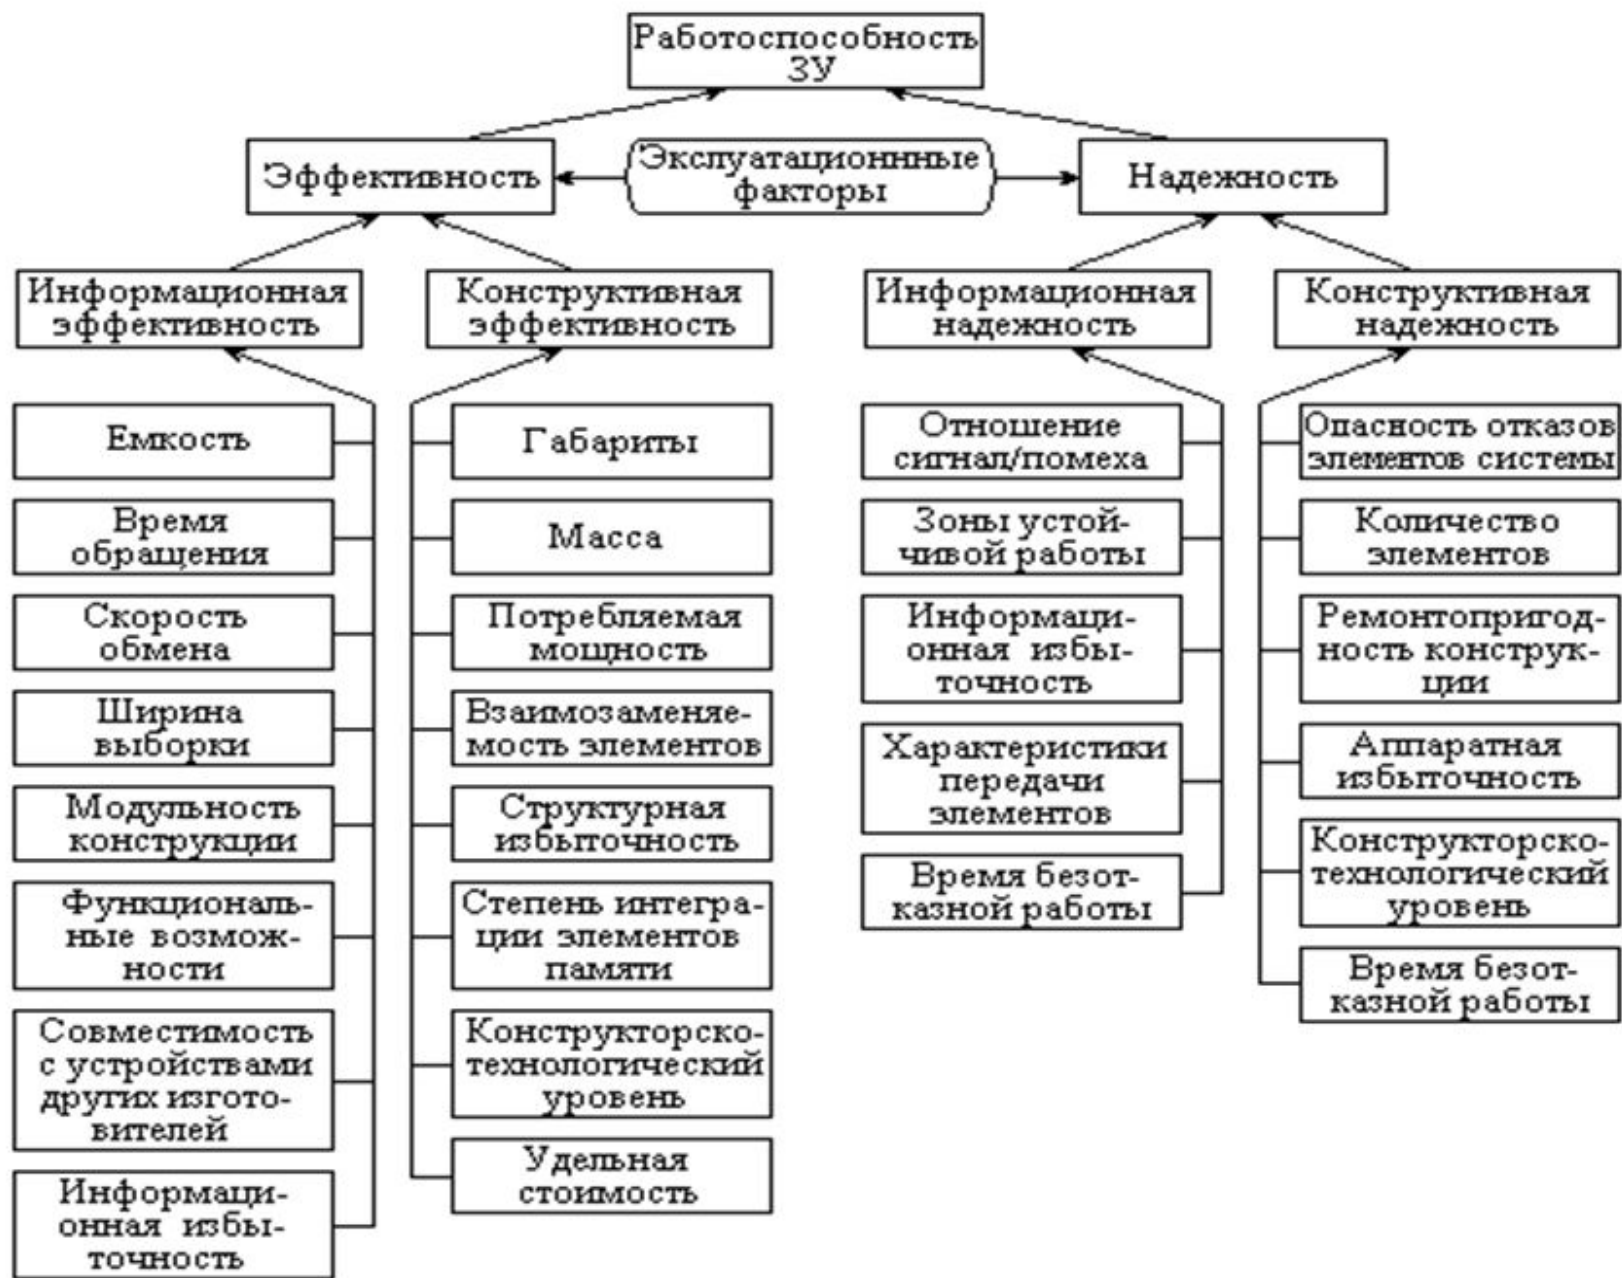 Работоспособность
ЗУ
Эффективность
Экслуатационнные
факторы
Надежность
Информационная
эффективность
Конструктивная
эффективность
Информационная
надежность
Конструктивная
надежность
Емкость
Время
обращения
Скорость
обмена
Ширина
выборки
Модульность
конструкции
Функциональ-
ные возмож-
ности
Совместимость
с устройствами
других изгото-
вителей
Информаци-
онная избы-
точность
Габариты
Масса
Потребляемая
мощность
Взаимозаменяе-
мость элементов
Структурная
избыточность
Степень интегра-
ции элементов
памяти
Конструкторско-
технологический
уровень
Удельная
стоимость
Отношение
сигнал/помеха
Зоны устой-
чивой работы
Информаци-
онная избы-
точность
Характеристики
передачи
элементов
Время безот-
казной работы
Опасность отказов
элементов системы
Количество
элементов
Ремонтопригод-
ность конструк-
ции
Аппаратная
избыточность
Конструкторско-
технологический
уровень
Время безот-
казной работы